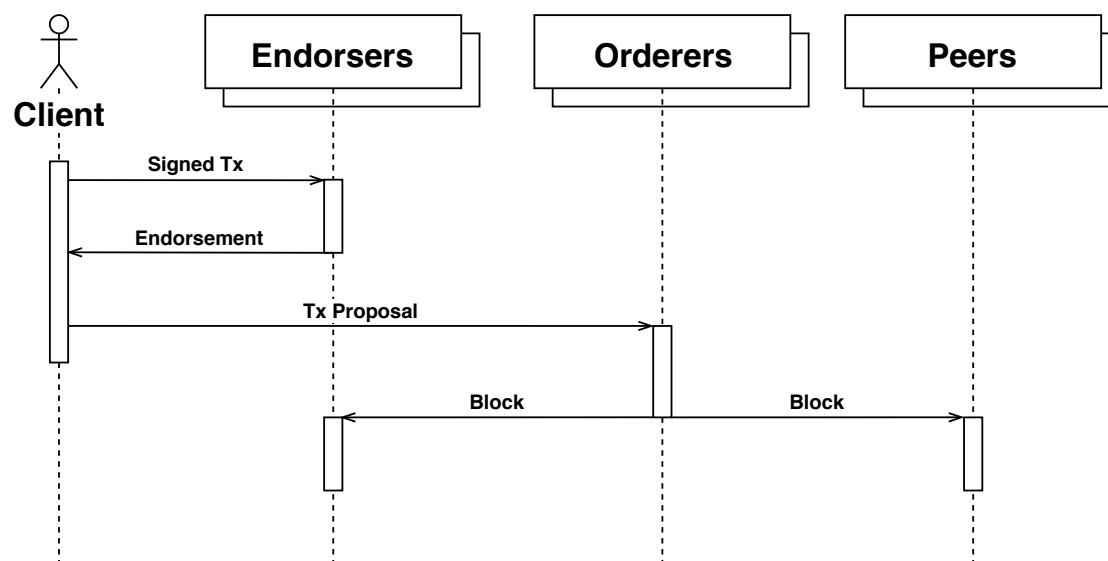 Client
Endorsers
Orderers
Peers
Signed Tx
Endorsement
Tx Proposal
Block
Block